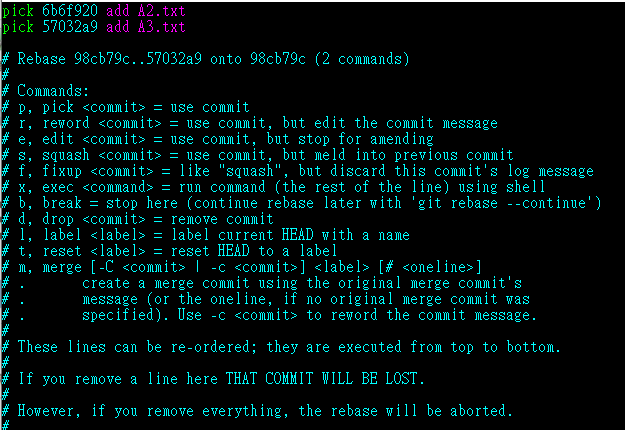 pick 6b6f920 add A2.txt
pick 57032a9 add A3.txt

# Rebase 98cb79c..57032a9 onto 98cb79c (2 commands)
#
# Commands:
# p, pick <commit> = use commit
# r, reword <commit> = use commit, but edit the commit message
# e, edit <commit> = use commit, but stop for amending
# s, squash <commit> = use commit, but meld into previous commit
# f, fixup <commit> = like "squash", but discard this commit's log message
# x, exec <command> = run command (the rest of the line) using shell
# b, break = stop here (continue rebase later with 'git rebase --continue')
# d, drop <commit> = remove commit
# l, label <label> = label current HEAD with a name
# t, reset <label> = reset HEAD to a label
# m, merge [-C <commit> | -c <commit>] <label> [# <oneline>]
# .       create a merge commit using the original merge commit's
# .       message (or the oneline, if no original merge commit was
# .       specified). Use -c <commit> to reword the commit message.
#
# These lines can be re-ordered; they are executed from top to bottom.
#
# If you remove a line here THAT COMMIT WILL BE LOST.
#
# However, if you remove everything, the rebase will be aborted.
#